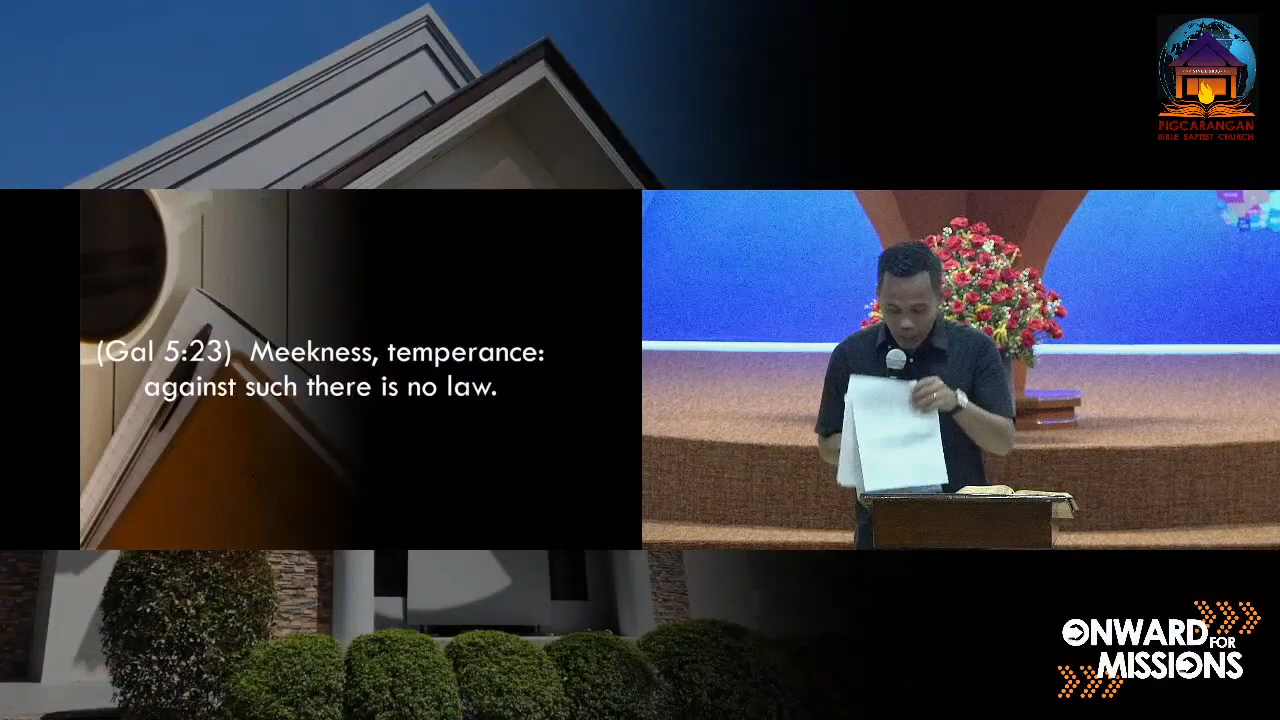 PIGCARANGAN
BIBLE BAPTIST CHURCH
(Gal 5:23)  Meekness, temperance:
against such there is no law.
ONWARD FOR
MISSIONS